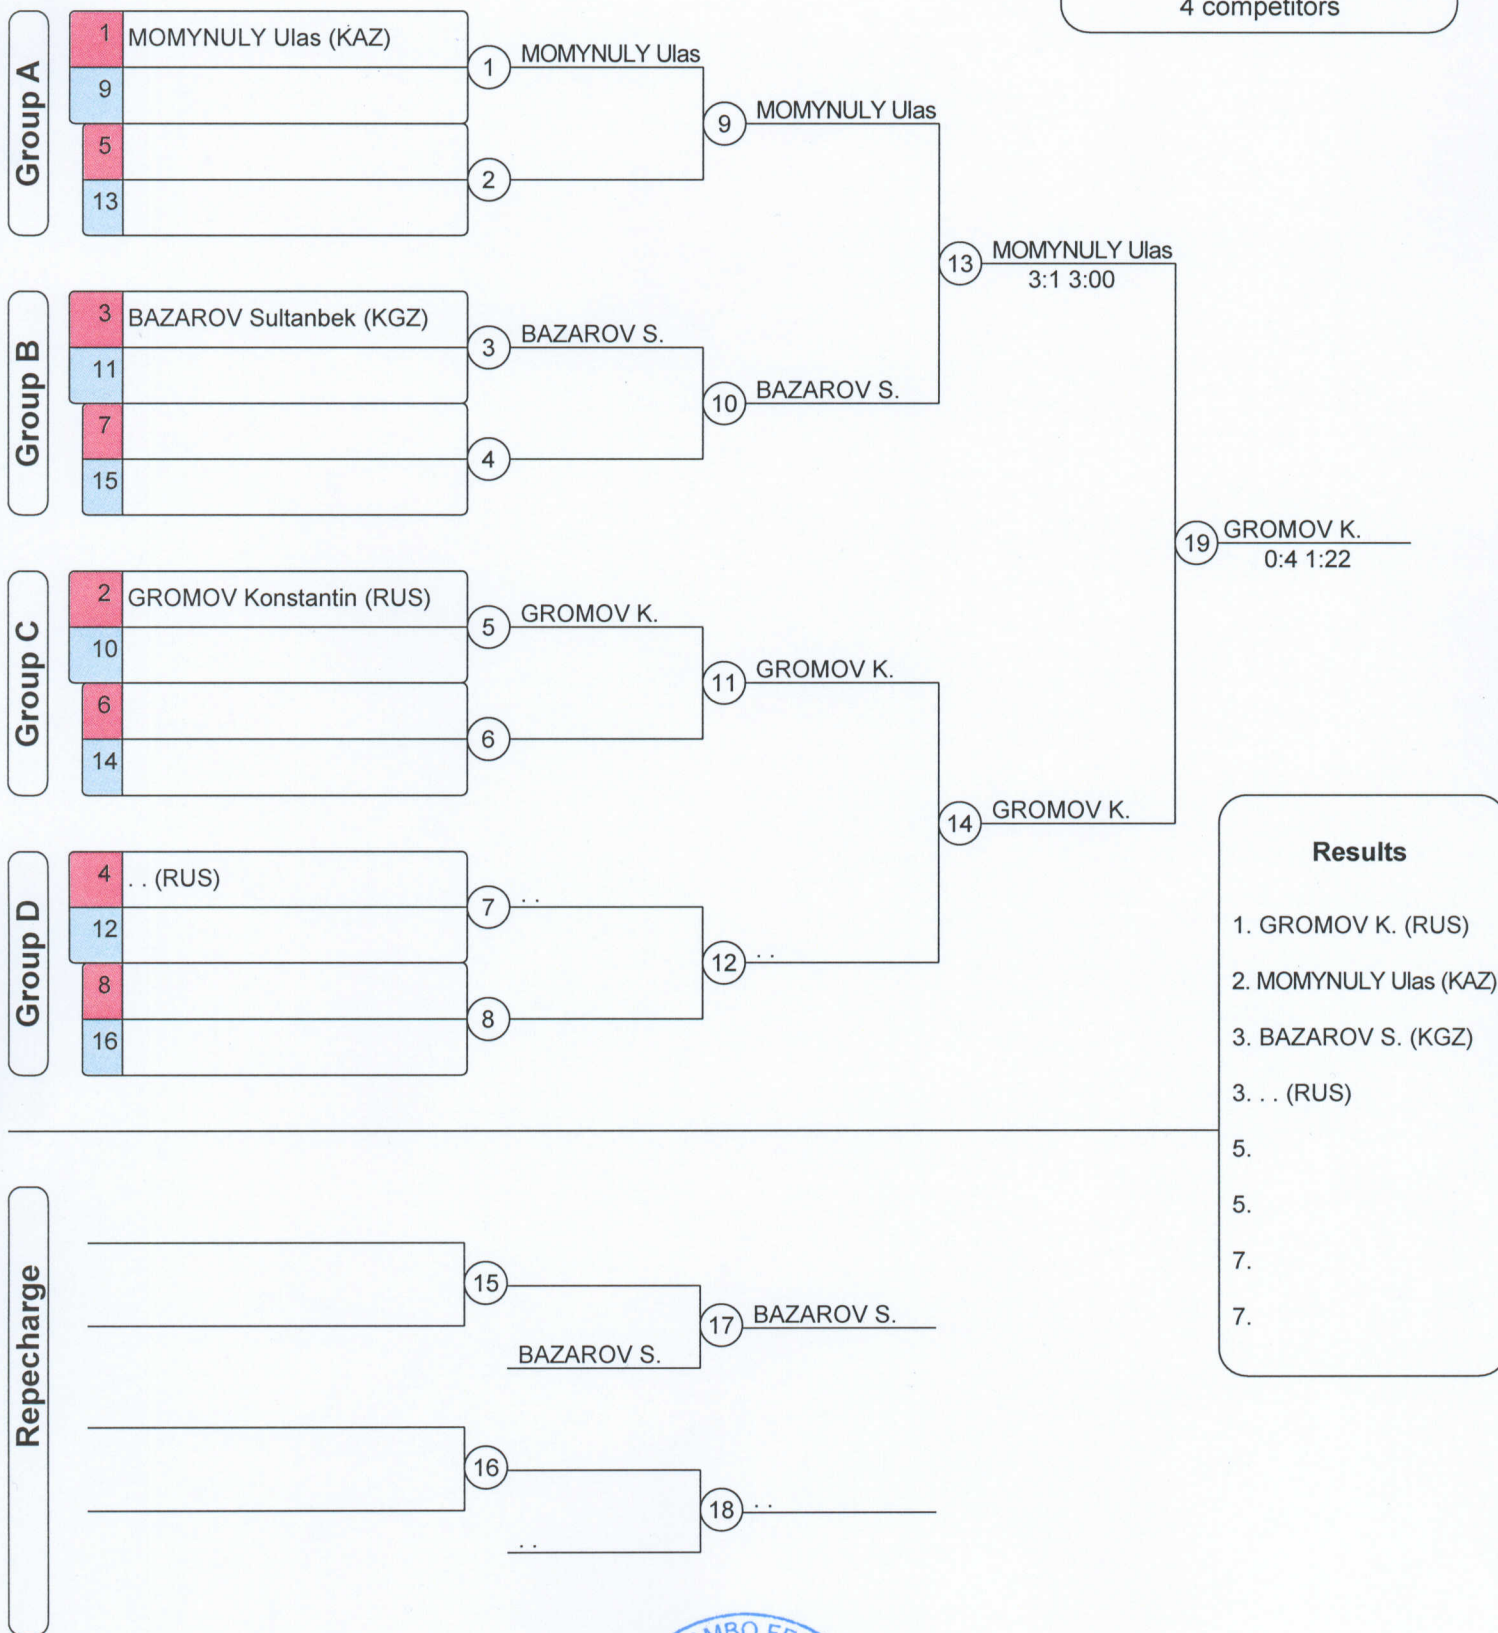 4 competitors
Group A
1 MOMYNULY Ulas (KAZ)
9
5
13
1 MOMYNULY Ulas
2
9 MOMYNULY Ulas
Group B
3 BAZAROV Sultanbek (KGZ)
11
7
15
3 BAZAROV S.
4
10 BAZAROV S.
13 MOMYNULY Ulas
3:1 3:00
Group C
2 GROMOV Konstantin (RUS)
10
6
14
5 GROMOV K.
6
11 GROMOV K.
Group D
4 . . (RUS)
12
8
16
7 . .
8
12 . .
14 GROMOV K.
19 GROMOV K.
0:4 1:22
Results
1. GROMOV K. (RUS)
2. MOMYNULY Ulas (KAZ)
3. BAZAROV S. (KGZ)
3. . . (RUS)
5.
5.
7.
7.
Repecharge
15
BAZAROV S.
17 BAZAROV S.
16
. .
18 . .